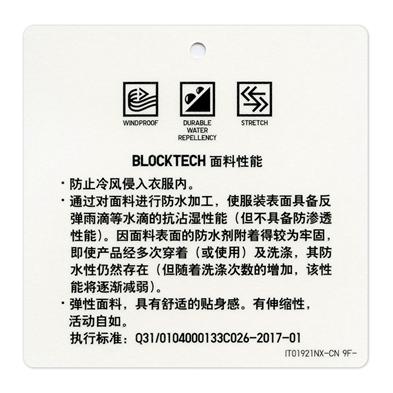 WINDPROOF
DURABLE
WATER
REPELLENCY
STRETCH
BLOCKTECH 面料性能
·防止冷风侵入衣服内。
·通过对面料进行防水加工，使服装表面具备反
弹雨滴等水滴的抗沾湿性能（但不具备防渗透
性能）。因面料表面的防水剂附着得较为牢固，
即使产品经多次穿着（或使用）及洗涤，其防
水性仍然存在（但随着洗涤次数的增加，该性
能将逐渐减弱）。
·弹性面料，具有舒适的贴身感。有伸缩性，
活动自如。
执行标准：Q31/0104000133C026-2017-01
IT01921NX-CN 9F-